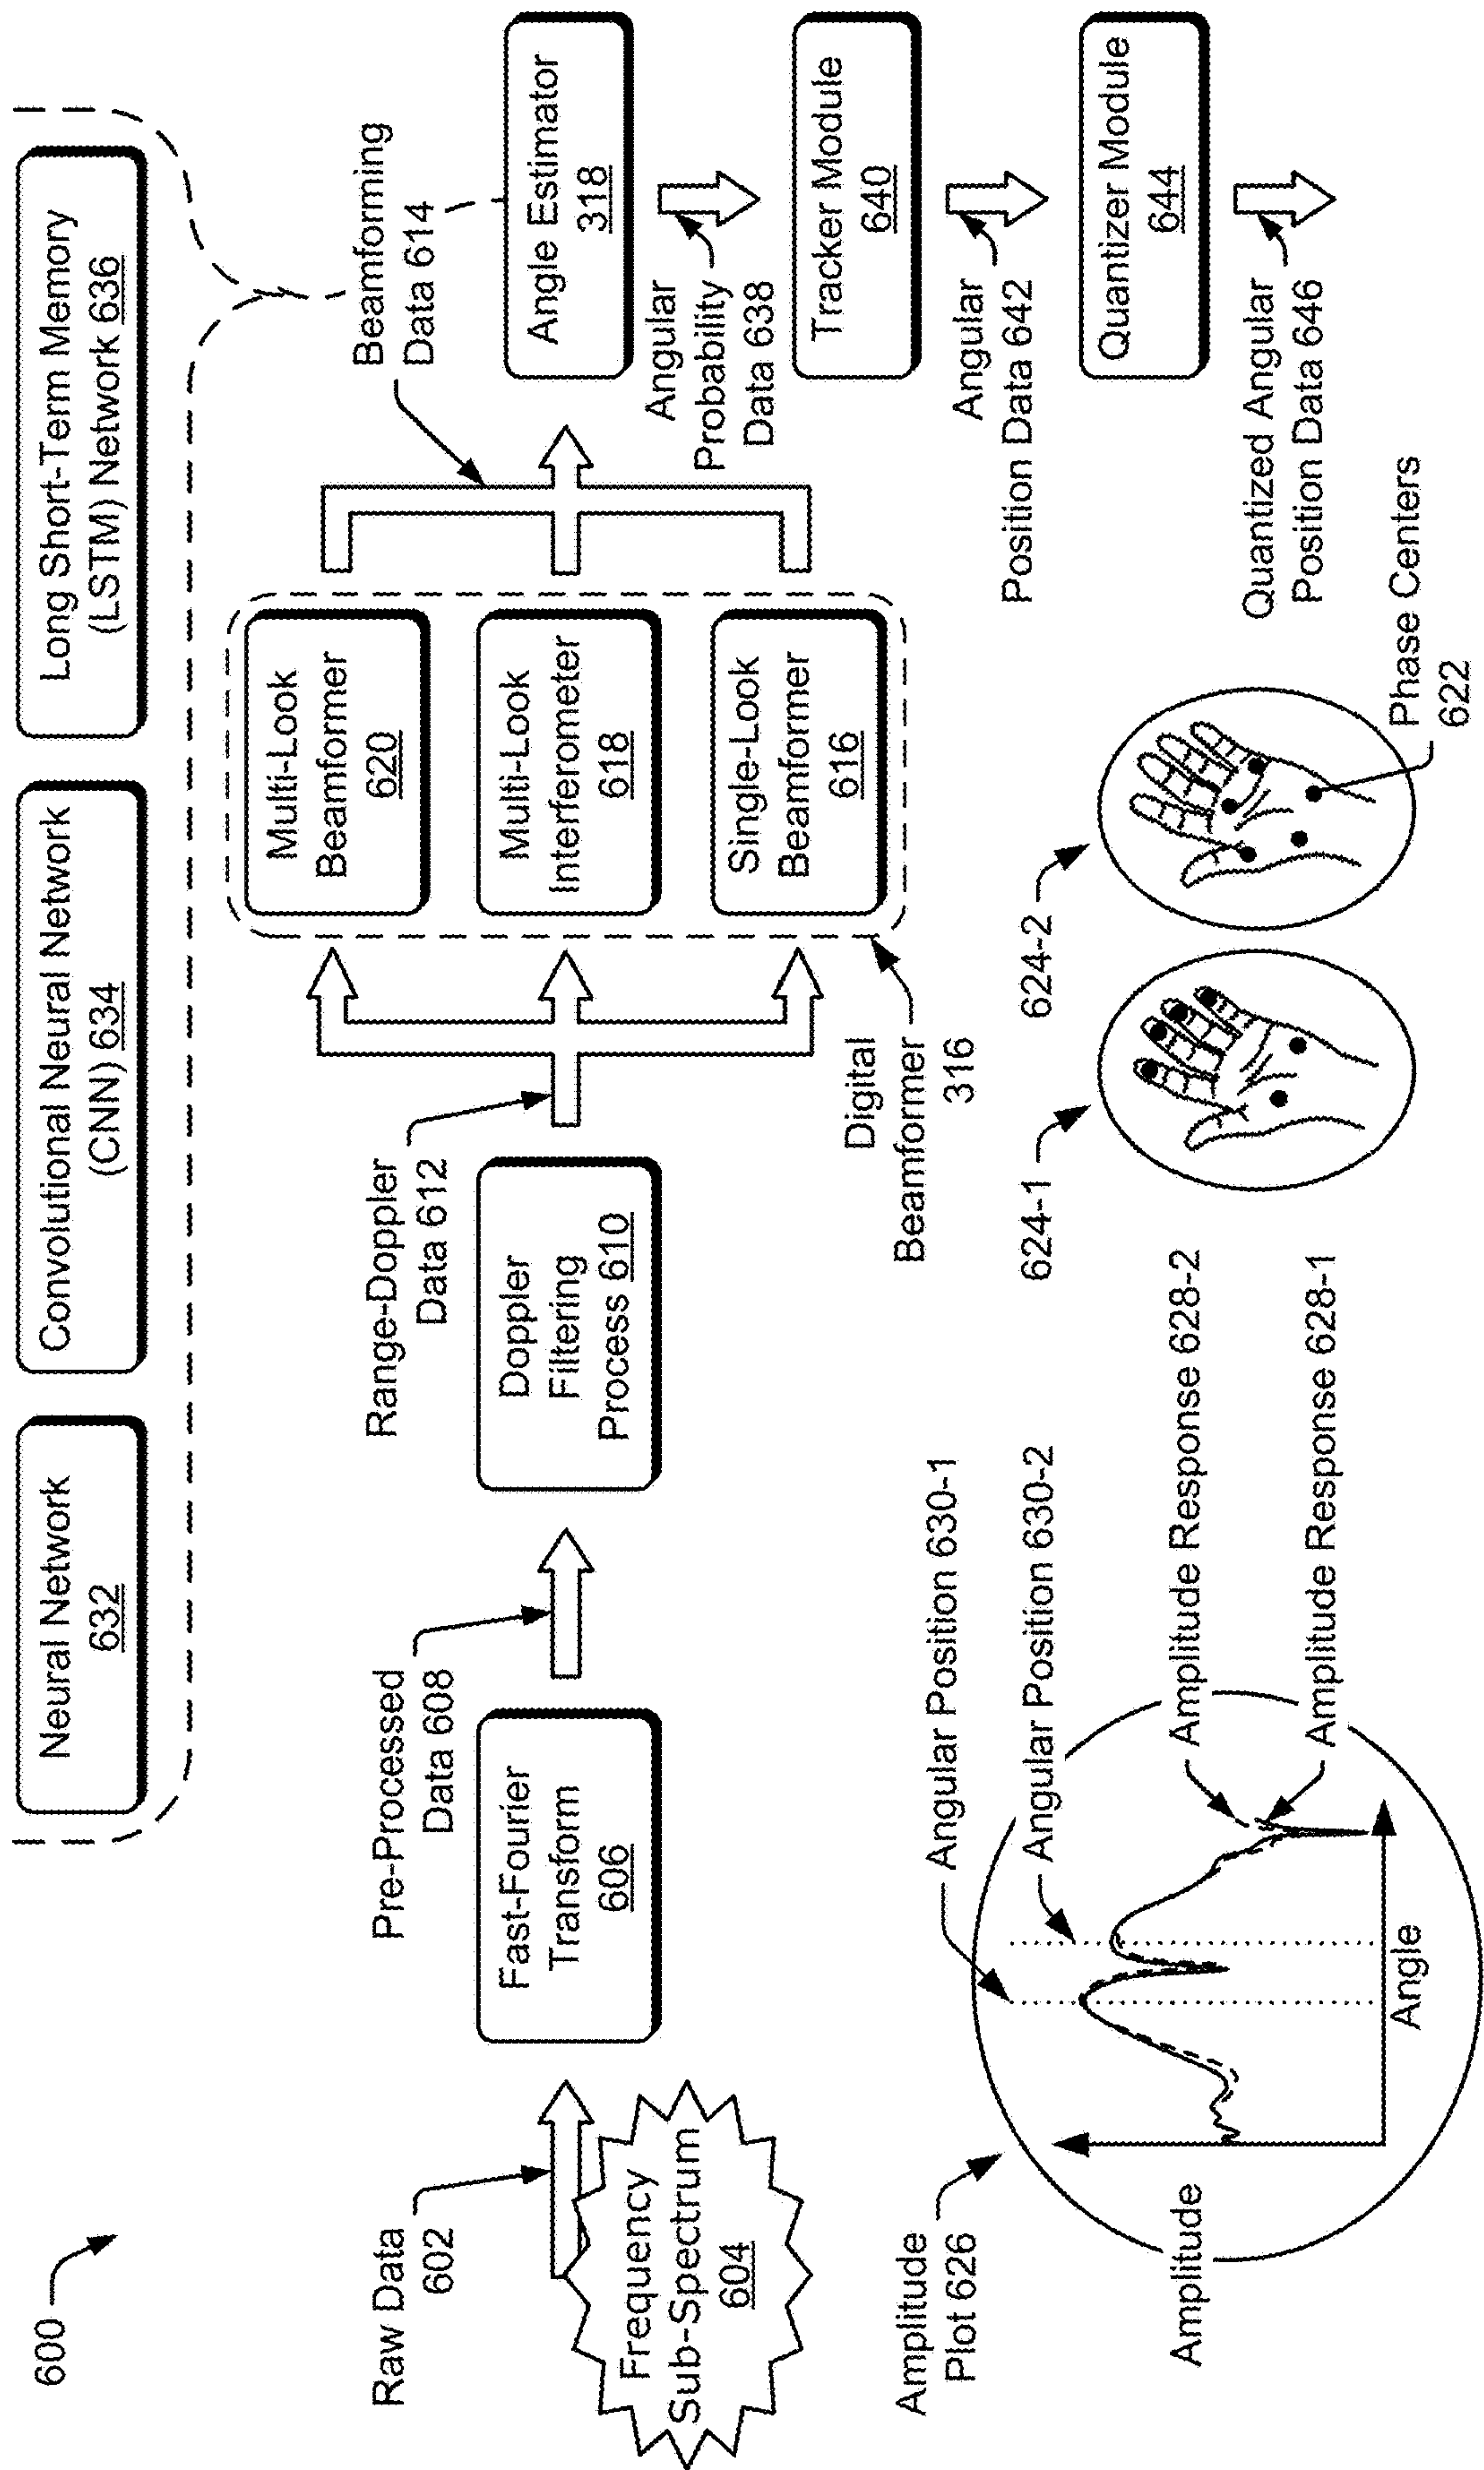 600
Neural Network
632
Convolutional Neural Network
(CNN) 634
Long Short-Term Memory
(LSTM) Network 636
Raw Data
602
Frequency
Sub-Spectrum
604
Fast-Fourier
Transform
606
Pre-Processed
Data 608
Doppler
Filtering
Process 610
Range-Doppler
Data 612
Multi-Look
Beamformer
620
Multi-Look
Interferometer
618
Single-Look
Beamformer
616
Digital
Beamformer
316
Beamforming
Data 614
Angle Estimator
318
Angular
Probability
Data 638
Tracker Module
640
Angular
Position Data 642
Quantizer Module
644
Quantized Angular
Position Data 646
Amplitude
Plot 626
Amplitude
Angle
Angular Position 630-1
Angular Position 630-2
Amplitude Response 628-2
Amplitude Response 628-1
624-1
624-2
Phase Centers
622